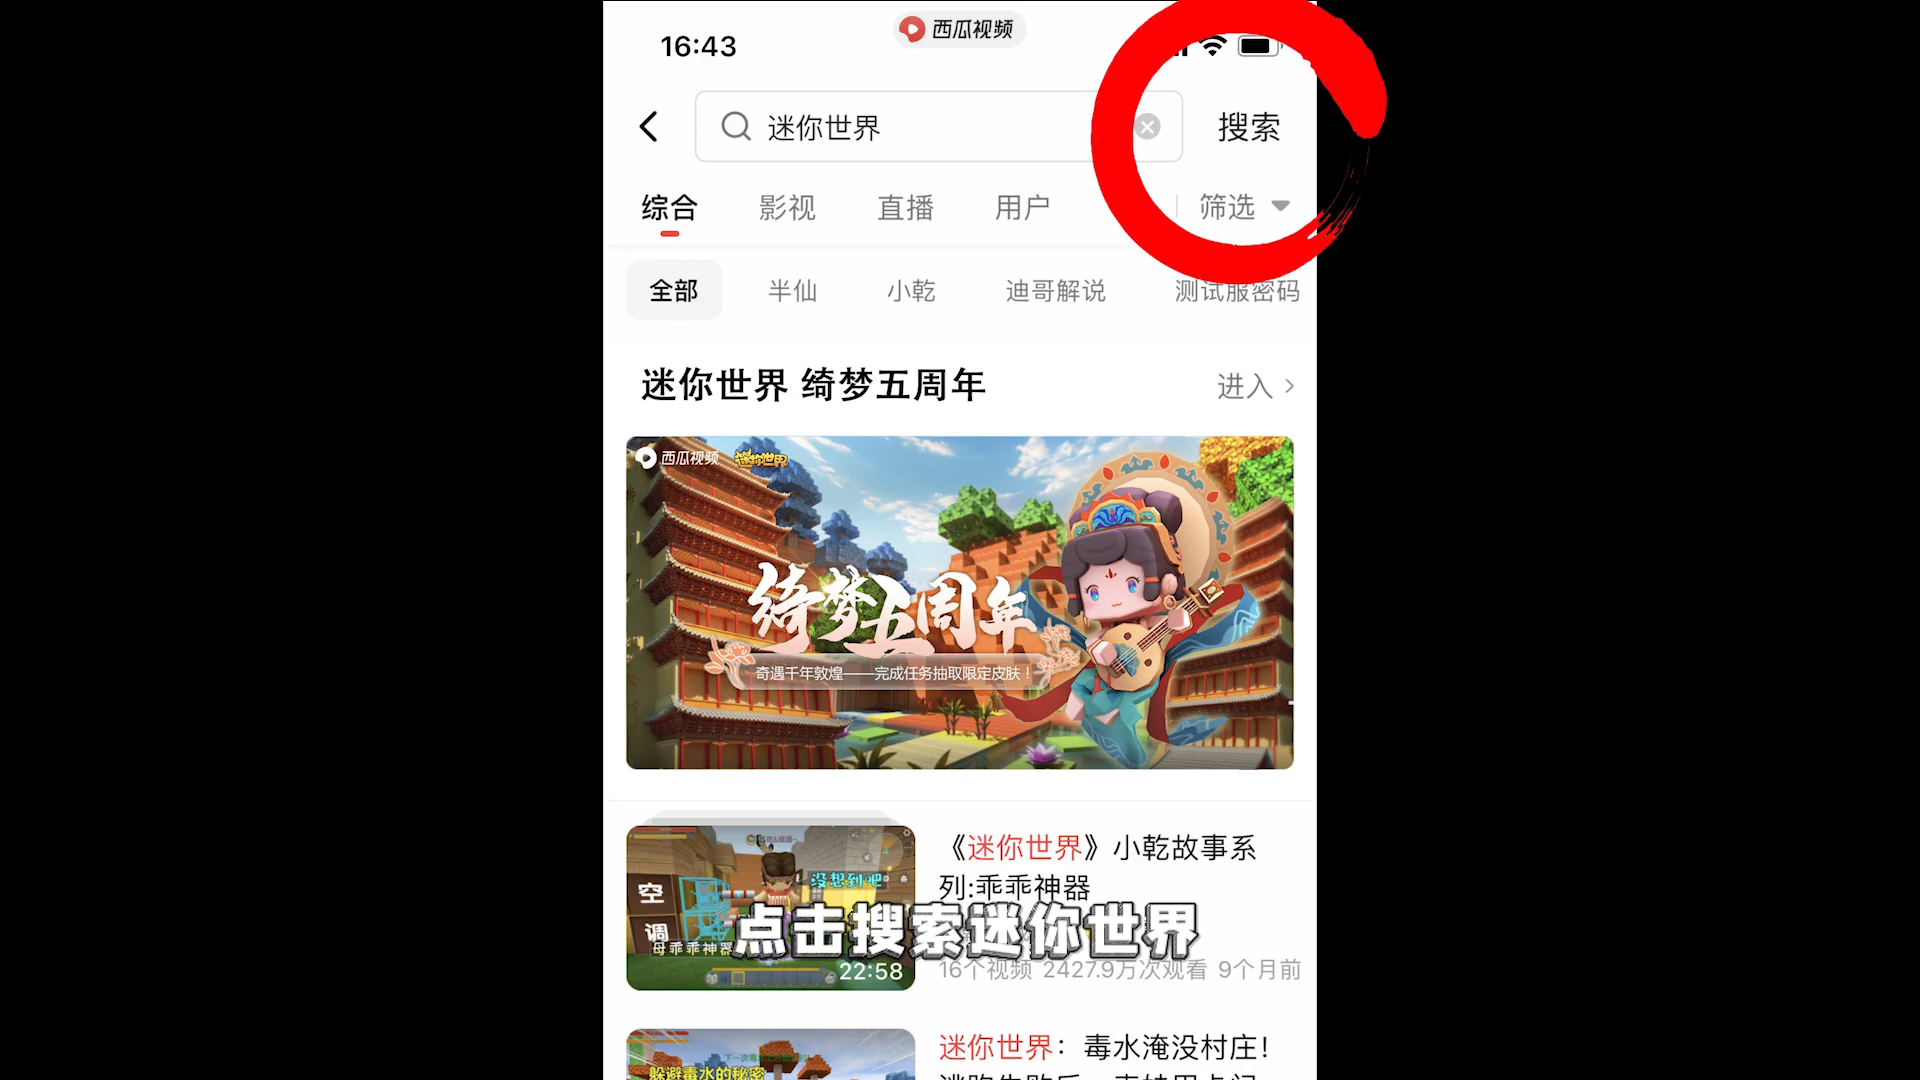 西瓜视频
16:43
迷你世界
搜索
综合 影视 直播 用户 筛选
全部 半仙 小乾 迪哥解说 测试服密码
迷你世界 绮梦五周年
进入
西瓜视频 迷你世界
绮梦五周年
奇遇千年敦煌——完成任务抽取限定皮肤！
《迷你世界》小乾故事系
列:乖乖神器
没想到吧
空
调
母乖乖神器
点击搜索迷你世界
22:58
16个视频 2427.9万次观看 9个月前
迷你世界：毒水淹没村庄！
躲避毒水的秘密